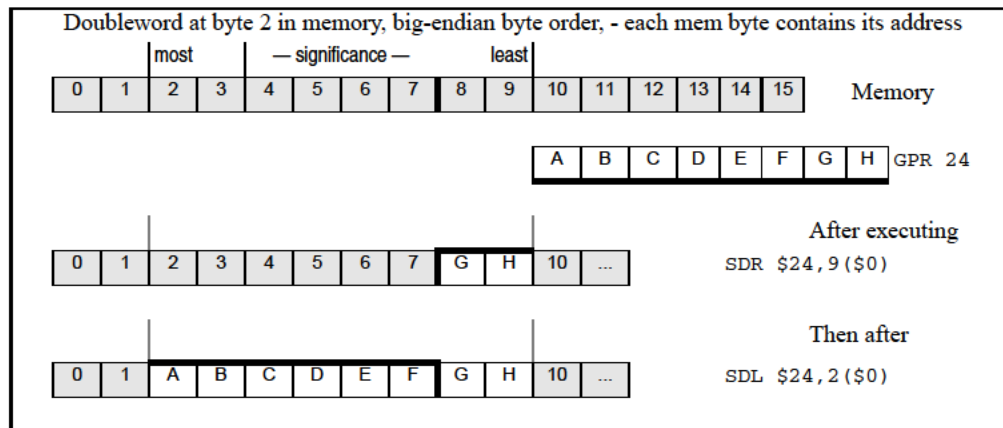 Doubleword at byte 2 in memory, big-endian byte order, - each mem byte contains its address
most — significance — least
0 1 2 3 4 5 6 7 8 9 10 11 12 13 14 15 Memory
A B C D E F G H GPR 24
After executing
0 1 2 3 4 5 6 7 G H 10 ... SDR $24,9($0)
Then after
0 1 A B C D E F G H 10 ... SDL $24,2($0)